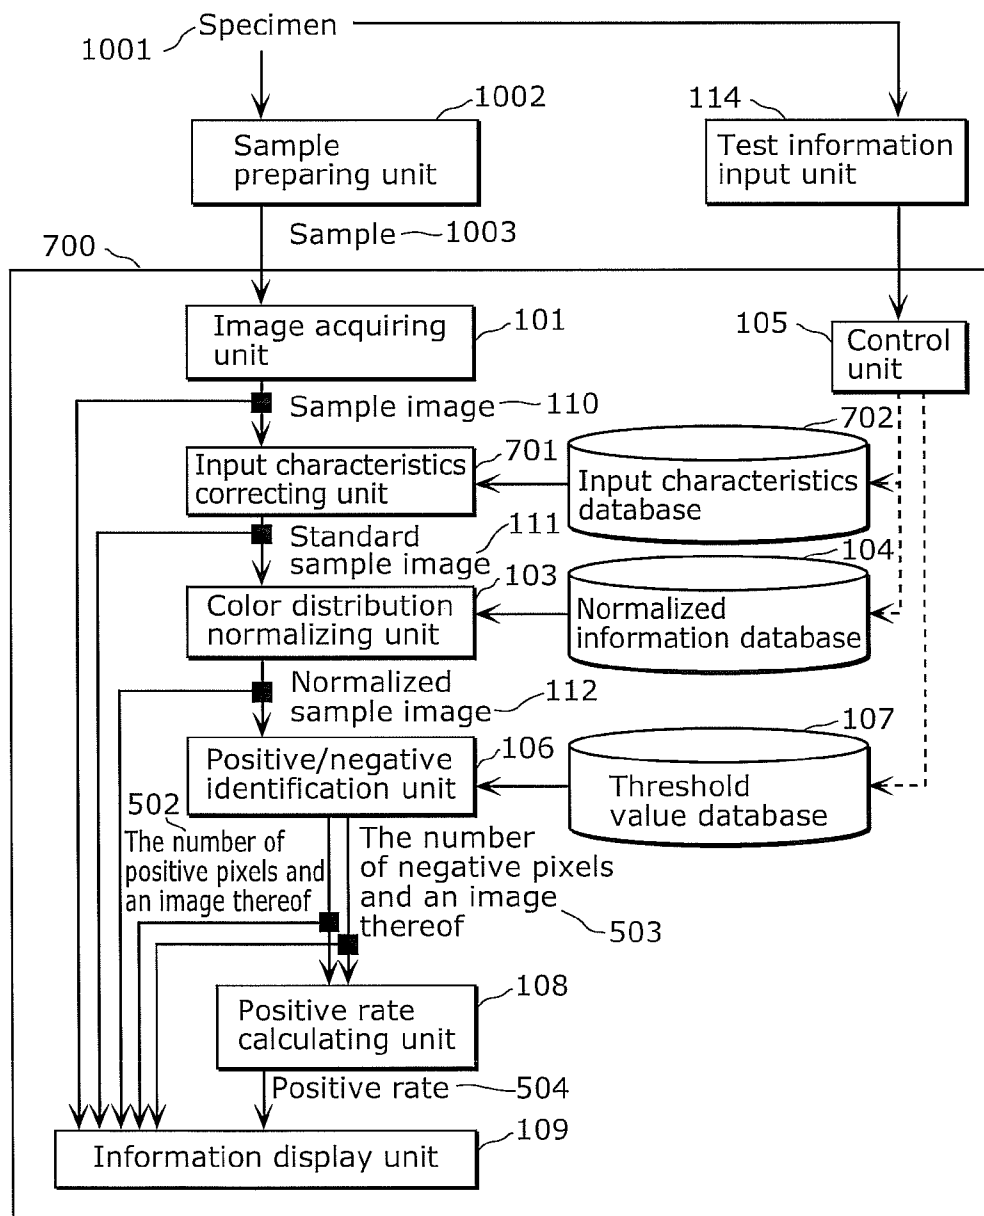 Specimen
1001
1002
114
Sample
preparing unit
Test information
input unit
Sample 1003
700
Image acquiring
unit
101
105
Control
unit
Sample image 110
702
Input characteristics
correcting unit
701
Input characteristics
database
Standard
sample image
111
104
Color distribution
normalizing unit
103
Normalized
information database
Normalized
sample image
112
107
Positive/negative
identification unit
106
Threshold
value database
502
The number of
positive pixels and
an image thereof
The number
of negative pixels
and an image
thereof
503
Positive rate
calculating unit
108
Positive rate 504
109
Information display unit